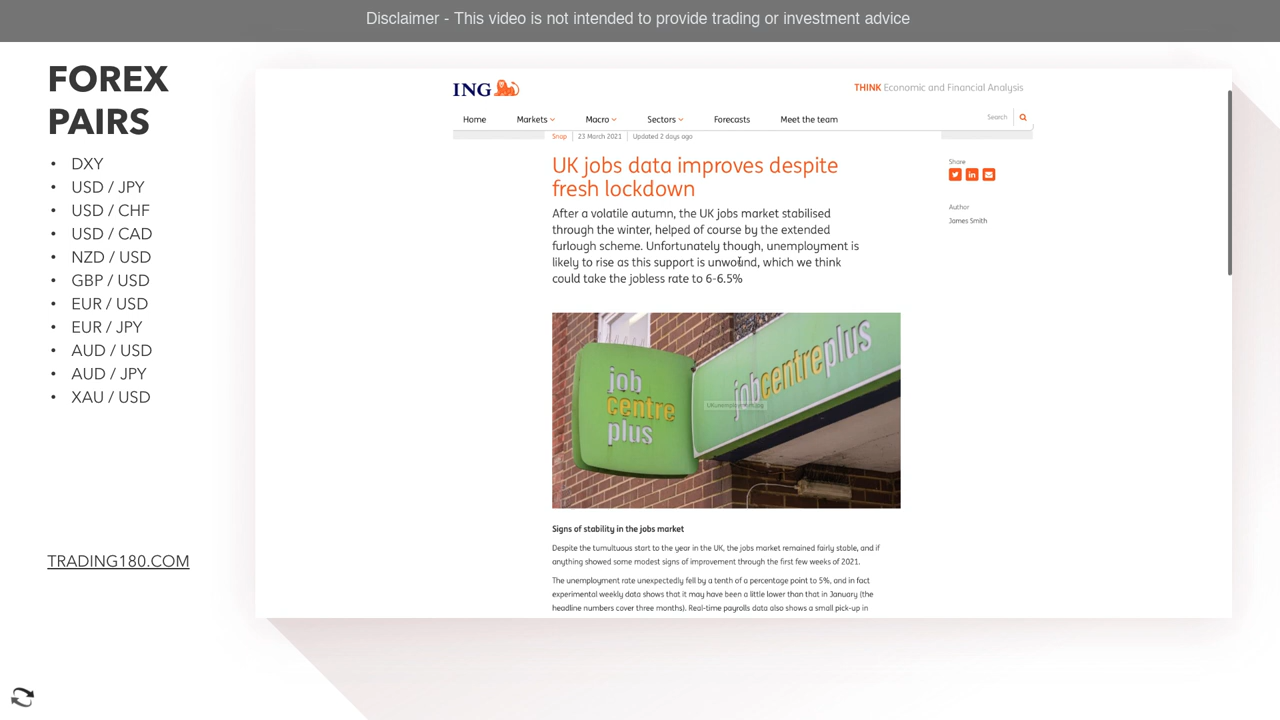 Disclaimer - This video is not intended to provide trading or investment advice
FOREX
PAIRS
• DXY
• USD / JPY
• USD / CHF
• USD / CAD
• NZD / USD
• GBP / USD
• EUR / USD
• EUR / JPY
• AUD / USD
• AUD / JPY
• XAU / USD
TRADING180.COM
ING
THINK Economic and Financial Analysis
Home
Markets
Macro
Sectors
Forecasts
Meet the team
Search
Snap
23 March 2021
Updated 2 days ago
UK jobs data improves despite
fresh lockdown
After a volatile autumn, the UK jobs market stabilised
through the winter, helped of course by the extended
furlough scheme. Unfortunately though, unemployment is
likely to rise as this support is unwound, which we think
could take the jobless rate to 6-6.5%
Share
Author
James Smith
job
centre
plus
jobcentreplus
Signs of stability in the jobs market
Despite the tumultuous start to the year in the UK, the jobs market remained fairly stable, and if
anything showed some modest signs of improvement through the first few weeks of 2021.
The unemployment rate unexpectedly fell by a tenth of a percentage point to 5%, and in fact
experimental weekly data shows that it may have been a little lower than that in January (the
headline numbers cover three months). Real-time payrolls data also shows a small pick-up in